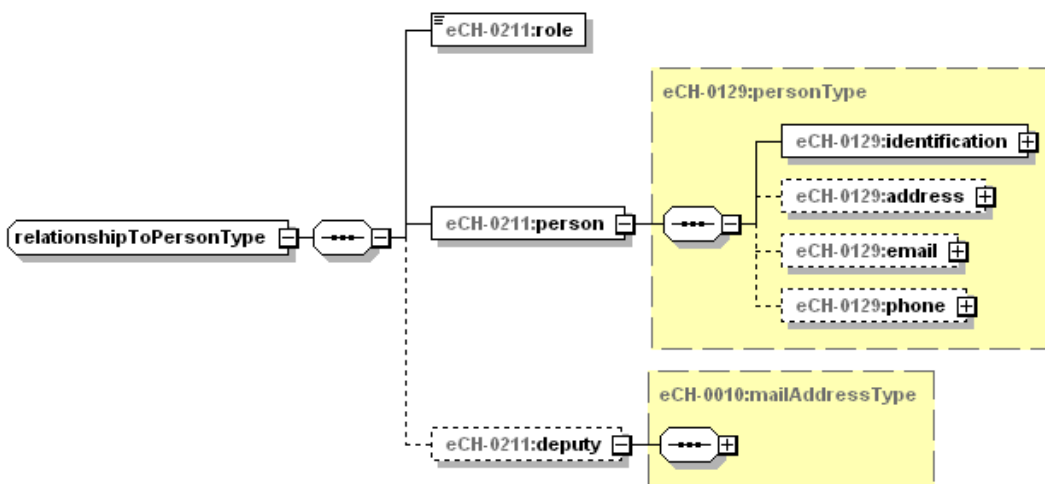 eCH-0211:role
eCH-0129:personType
eCH-0129:identification
eCH-0129:address
relationshipToPersonType
eCH-0211:person
eCH-0129:email
eCH-0129:phone
eCH-0010:mailAddressType
eCH-0211:deputy